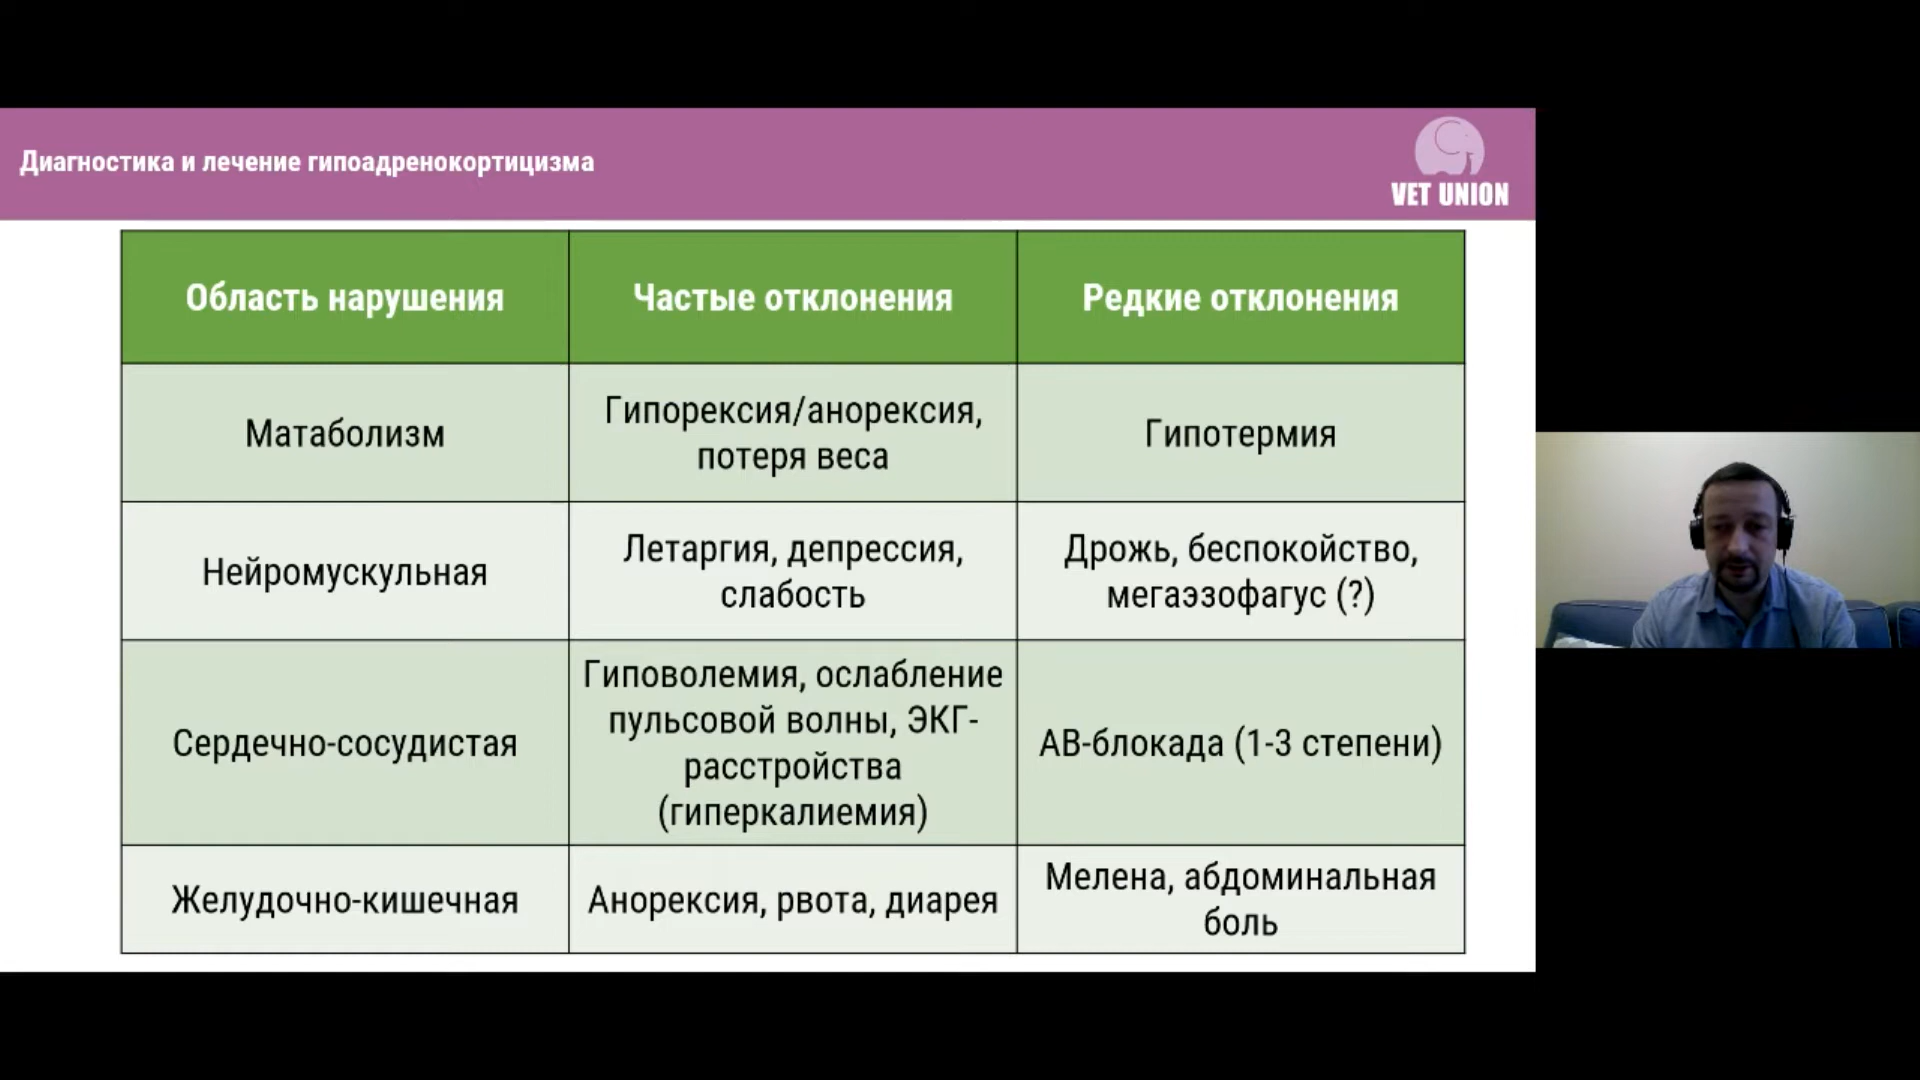 Диагностика и лечение гипоадренокортицизма
VET UNION
Область нарушения
Частые отклонения
Редкие отклонения
Матаболизм
Гипорексия/анорексия,
потеря веса
Гипотермия
Нейромускульная
Летаргия, депрессия,
слабость
Дрожь, беспокойство,
мегаэзофагус (?)
Сердечно-сосудистая
Гиповолемия, ослабление
пульсовой волны, ЭКГ-
расстройства
(гиперкалиемия)
АВ-блокада (1-3 степени)
Желудочно-кишечная
Анорексия, рвота, диарея
Мелена, абдоминальная
боль